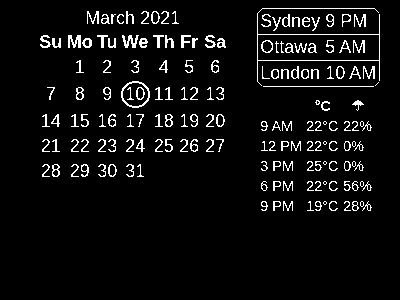 March 2021
Su Mo Tu We Th Fr Sa
1 2 3 4 5 6
7 8 9 10 11 12 13
14 15 16 17 18 19 20
21 22 23 24 25 26 27
28 29 30 31
Sydney 9 PM
Ottawa 5 AM
London 10 AM
°C
9 AM 22°C 22%
12 PM 22°C 0%
3 PM 25°C 0%
6 PM 22°C 56%
9 PM 19°C 28%